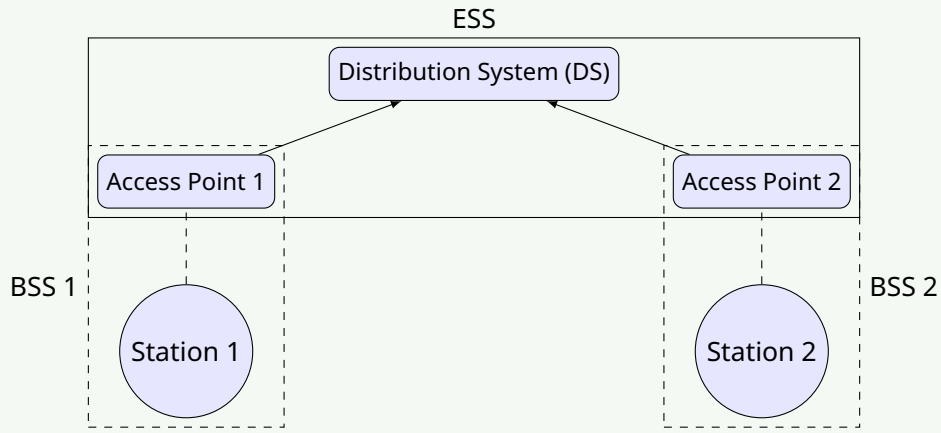 ESS
Distribution System (DS)
Access Point 1
Access Point 2
BSS 1
BSS 2
Station 1
Station 2